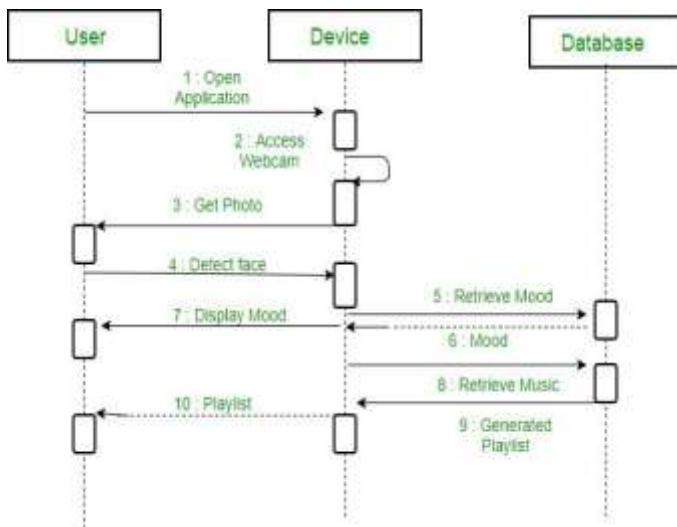 User
Device
Database
1 : Open
Application
2 : Access
Webcam
3 : Get Photo
4 : Detect face
5 : Retrieve Mood
7 : Display Mood
6 : Mood
8 : Retrieve Music
10 : Playlist
9 : Generated
Playlist